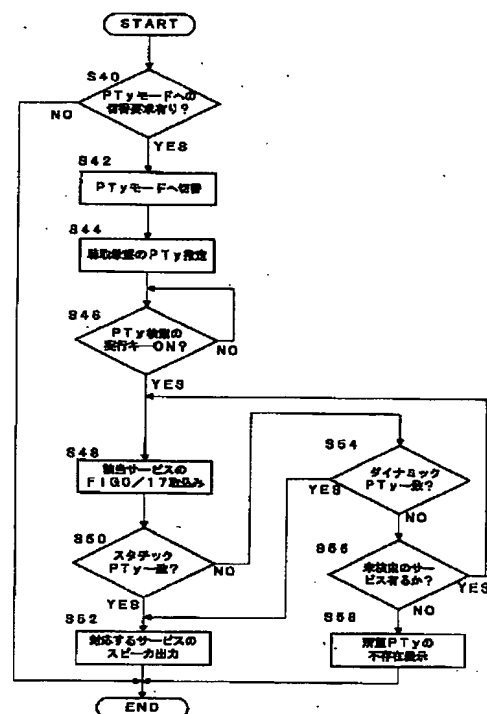 START
S40
PTyモードへの
切替要求有り?
NO
YES
S42
PTyモードへ切替
S44
聴取希望のPTy指定
S46
PTy検索の
実行キーON?
NO
YES
S48
該当サービスの
FIG0/17取込み
S50
スタチック
PTy一致?
NO
YES
S52
対応するサービスの
スピーカ出力
S54
ダイナミック
PTy一致?
YES
NO
S56
未検索のサー
ビス有るか?
YES
NO
S58
所望PTyの
不存在表示
END